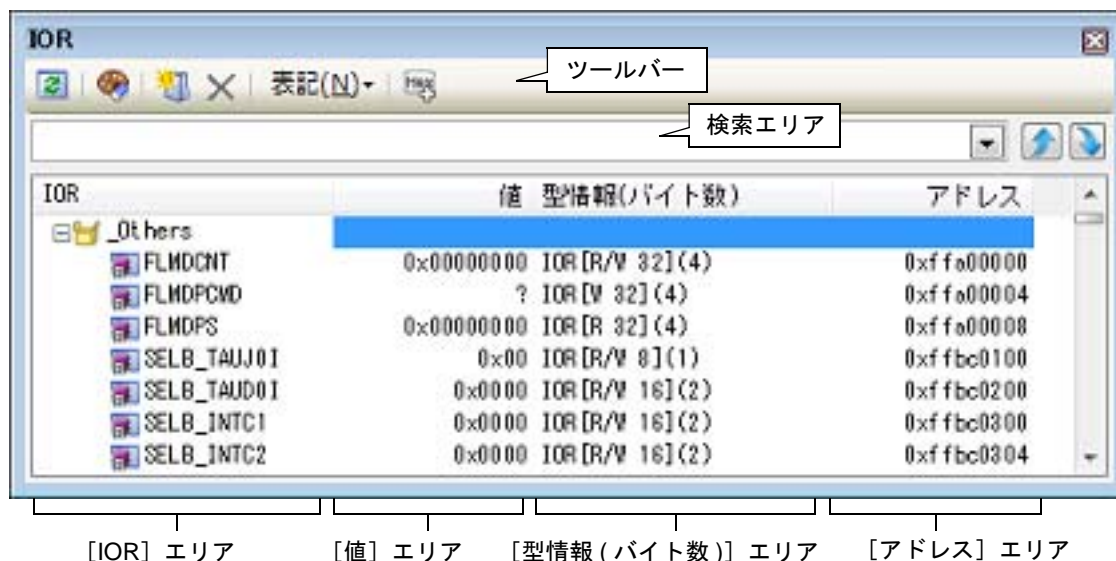 IOR
表記(N)
Hex
ツールバー
検索エリア
IOR 値 型情報(バイト数) アドレス
_Others
FLMDCNT 0x00000000 IOR[R/W 32](4) 0xffa00000
FLMDPCMD ? IOR[W 32](4) 0xffa00004
FLMDPS 0x00000000 IOR[R 32](4) 0xffa00008
SELB_TAUJ0I 0x00 IOR[R/W 8](1) 0xffbc0100
SELB_TAUD0I 0x0000 IOR[R/W 16](2) 0xffbc0200
SELB_INTC1 0x0000 IOR[R/W 16](2) 0xffbc0300
SELB_INTC2 0x0000 IOR[R/W 16](2) 0xffbc0304
[IOR] エリア [値] エリア [型情報 ( バイト数 )] エリア [アドレス] エリア